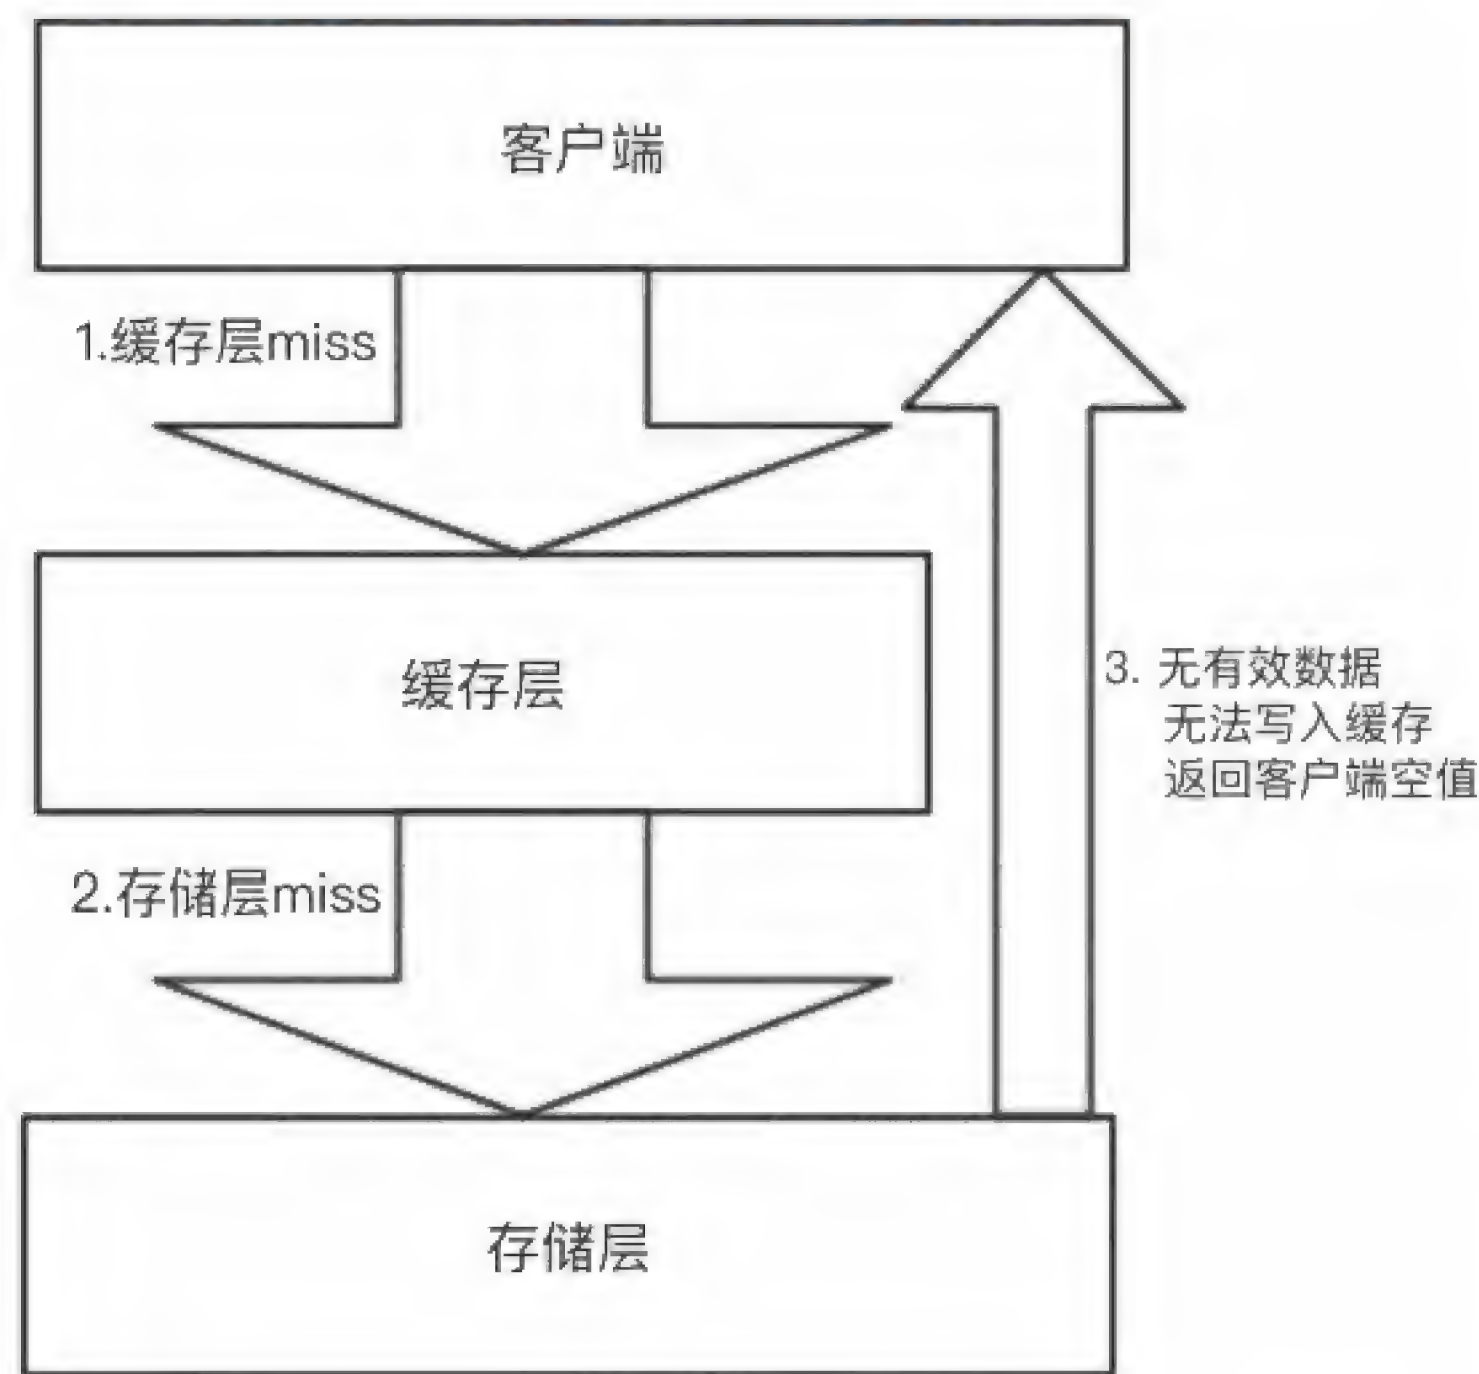 客户端
1.缓存层miss
缓存层
3. 无有效数据
无法写入缓存
返回客户端空值
2.存储层miss
存储层